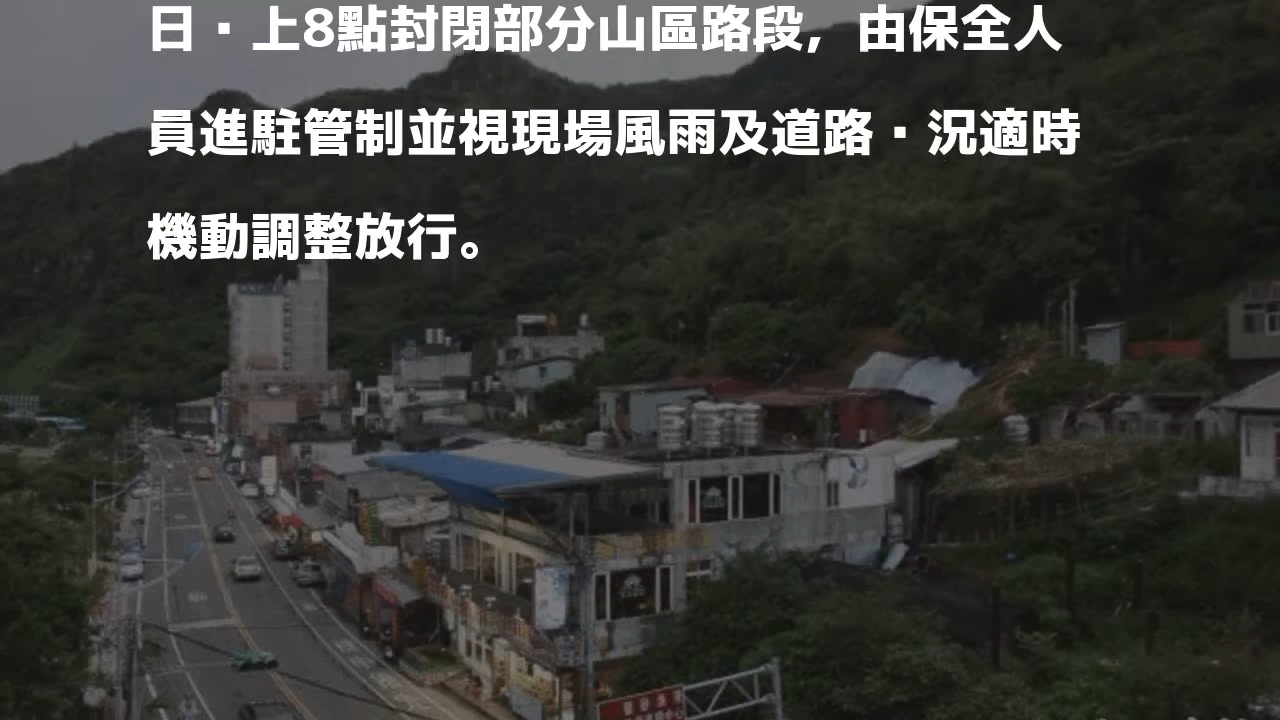 日▪上8點封閉部分山區路段，由保全人
員進駐管制並視現場風雨及道路▪況適時
機動調整放行。